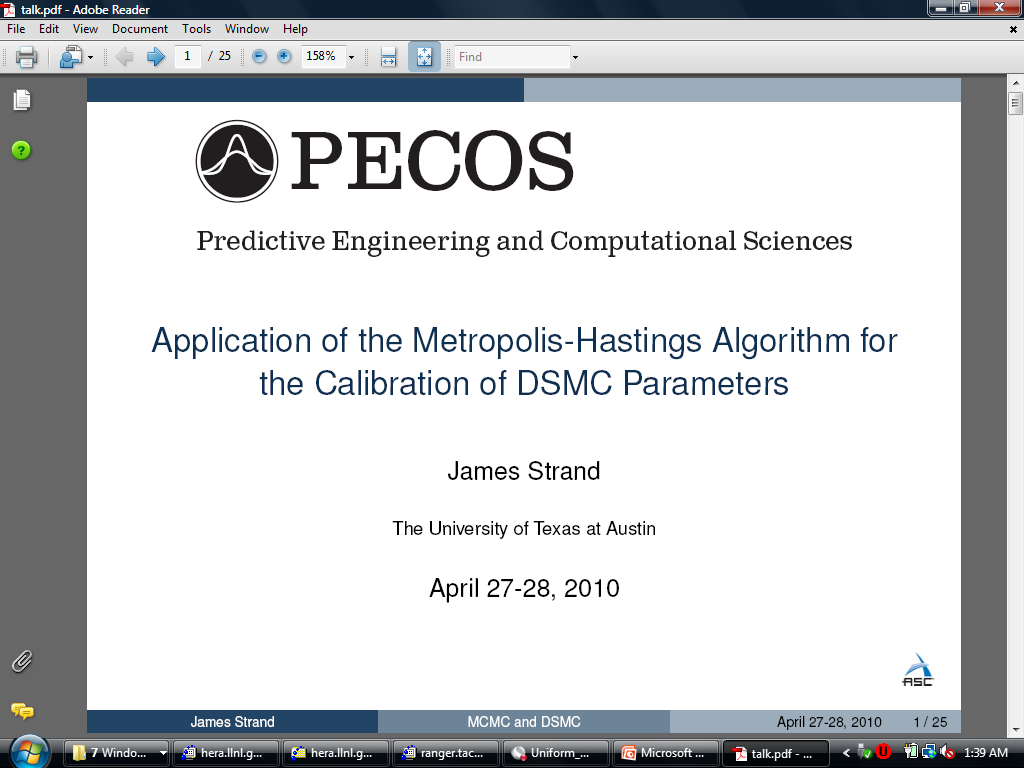 talk.pdf - Adobe Reader
File Edit View Document Tools Window Help
1 / 25 158% Find
PECOS
Predictive Engineering and Computational Sciences
Application of the Metropolis-Hastings Algorithm for
the Calibration of DSMC Parameters
James Strand
The University of Texas at Austin
April 27-28, 2010
ASC
James Strand MCMC and DSMC April 27-28, 2010 1 / 25
7 Windo... hera.llnl.g... hera.llnl.g... ranger.tac... Uniform_... Microsoft ... talk.pdf - ... 1:39 AM